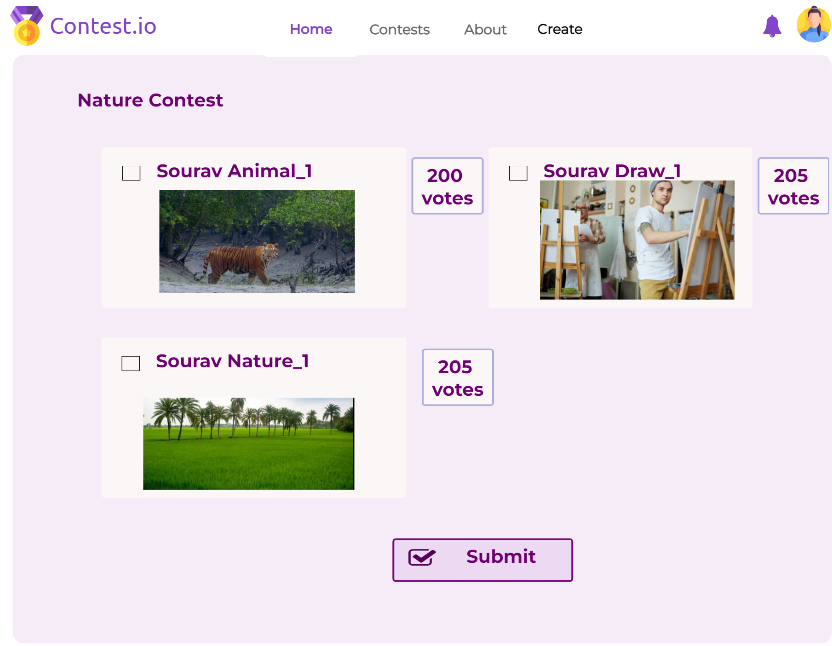 Contest.io
Home Contests About Create
Nature Contest
Sourav Animal_1
200
votes
Sourav Draw_1
205
votes
Sourav Nature_1
205
votes
Submit